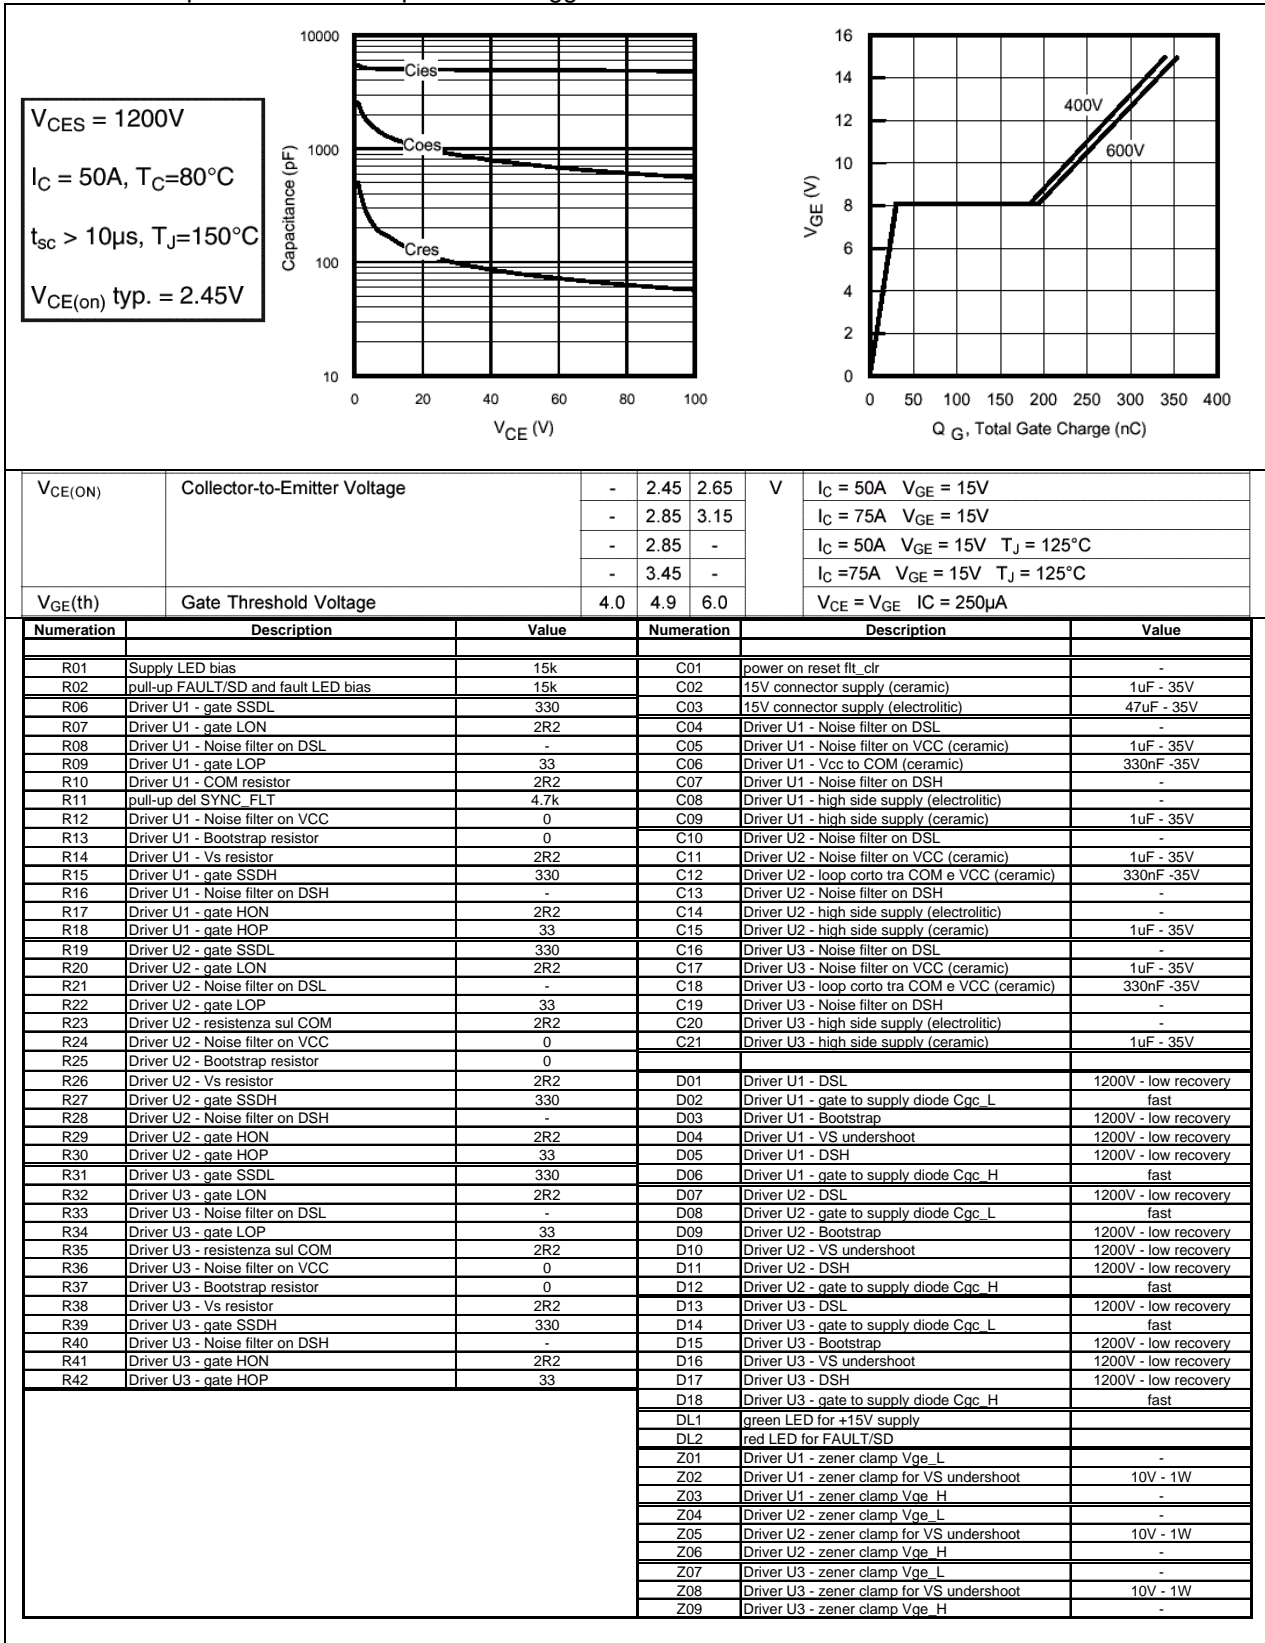 V_CES = 1200V
I_C = 50A, T_C=80°C
t_sc > 10µs, T_J=150°C
V_CE(on) typ. = 2.45V
10000
1000
100
10
Capacitance (pF)
Cies
Coes
Cres
0 20 40 60 80 100
V_CE (V)
16
14
12
10
8
6
4
2
0
V_GE (V)
400V
600V
0 50 100 150 200 250 300 350 400
Q_G, Total Gate Charge (nC)
V_CE(ON) Collector-to-Emitter Voltage - 2.45 2.65 V I_C = 50A V_GE = 15V
- 2.85 3.15 I_C = 75A V_GE = 15V
- 2.85 - I_C = 50A V_GE = 15V T_J = 125°C
- 3.45 - I_C =75A V_GE = 15V T_J = 125°C
V_GE(th) Gate Threshold Voltage 4.0 4.9 6.0 V_CE = V_GE IC = 250µA
Numeration Description Value
R01 Supply LED bias 15k
R02 pull-up FAULT/SD and fault LED bias 15k
R06 Driver U1 - gate SSDL 330
R07 Driver U1 - gate LON 2R2
R08 Driver U1 - Noise filter on DSL -
R09 Driver U1 - gate LOP 33
R10 Driver U1 - COM resistor 2R2
R11 pull-up del SYNC_FLT 4.7k
R12 Driver U1 - Noise filter on VCC 0
R13 Driver U1 - Bootstrap resistor 0
R14 Driver U1 - Vs resistor 2R2
R15 Driver U1 - gate SSDH 330
R16 Driver U1 - Noise filter on DSH -
R17 Driver U1 - gate HON 2R2
R18 Driver U1 - gate HOP 33
R19 Driver U2 - gate SSDL 330
R20 Driver U2 - gate LON 2R2
R21 Driver U2 - Noise filter on DSL -
R22 Driver U2 - gate LOP 33
R23 Driver U2 - resistenza sul COM 2R2
R24 Driver U2 - Noise filter on VCC 0
R25 Driver U2 - Bootstrap resistor 0
R26 Driver U2 - Vs resistor 2R2
R27 Driver U2 - gate SSDH 330
R28 Driver U2 - Noise filter on DSH -
R29 Driver U2 - gate HON 2R2
R30 Driver U2 - gate HOP 33
R31 Driver U3 - gate SSDL 330
R32 Driver U3 - gate LON 2R2
R33 Driver U3 - Noise filter on DSL -
R34 Driver U3 - gate LOP 33
R35 Driver U3 - resistenza sul COM 2R2
R36 Driver U3 - Noise filter on VCC 0
R37 Driver U3 - Bootstrap resistor 0
R38 Driver U3 - Vs resistor 2R2
R39 Driver U3 - gate SSDH 330
R40 Driver U3 - Noise filter on DSH -
R41 Driver U3 - gate HON 2R2
R42 Driver U3 - gate HOP 33
Numeration Description Value
C01 power on reset flt_clr -
C02 15V connector supply (ceramic) 1uF - 35V
C03 15V connector supply (electrolitic) 47uF - 35V
C04 Driver U1 - Noise filter on DSL -
C05 Driver U1 - Noise filter on VCC (ceramic) 1uF - 35V
C06 Driver U1 - Vcc to COM (ceramic) 330nF -35V
C07 Driver U1 - Noise filter on DSH -
C08 Driver U1 - high side supply (electrolitic) -
C09 Driver U1 - high side supply (ceramic) 1uF - 35V
C10 Driver U2 - Noise filter on DSL -
C11 Driver U2 - Noise filter on VCC (ceramic) 1uF - 35V
C12 Driver U2 - loop corto tra COM e VCC (ceramic) 330nF -35V
C13 Driver U2 - Noise filter on DSH -
C14 Driver U2 - high side supply (electrolitic) -
C15 Driver U2 - high side supply (ceramic) 1uF - 35V
C16 Driver U3 - Noise filter on DSL -
C17 Driver U3 - Noise filter on VCC (ceramic) 1uF - 35V
C18 Driver U3 - loop corto tra COM e VCC (ceramic) 330nF -35V
C19 Driver U3 - Noise filter on DSH -
C20 Driver U3 - high side supply (electrolitic) -
C21 Driver U3 - high side supply (ceramic) 1uF - 35V
D01 Driver U1 - DSL 1200V - low recovery
D02 Driver U1 - gate to supply diode Cgc_L fast
D03 Driver U1 - Bootstrap 1200V - low recovery
D04 Driver U1 - VS undershoot 1200V - low recovery
D05 Driver U1 - DSH 1200V - low recovery
D06 Driver U1 - gate to supply diode Cgc_H fast
D07 Driver U2 - DSL 1200V - low recovery
D08 Driver U2 - gate to supply diode Cgc_L fast
D09 Driver U2 - Bootstrap 1200V - low recovery
D10 Driver U2 - VS undershoot 1200V - low recovery
D11 Driver U2 - DSH 1200V - low recovery
D12 Driver U2 - gate to supply diode Cgc_H fast
D13 Driver U3 - DSL 1200V - low recovery
D14 Driver U3 - gate to supply diode Cgc_L fast
D15 Driver U3 - Bootstrap 1200V - low recovery
D16 Driver U3 - VS undershoot 1200V - low recovery
D17 Driver U3 - DSH 1200V - low recovery
D18 Driver U3 - gate to supply diode Cgc_H fast
DL1 green LED for +15V supply
DL2 red LED for FAULT/SD
Z01 Driver U1 - zener clamp Vge_L -
Z02 Driver U1 - zener clamp for VS undershoot 10V - 1W
Z03 Driver U1 - zener clamp Vge_H -
Z04 Driver U2 - zener clamp Vge_L -
Z05 Driver U2 - zener clamp for VS undershoot 10V - 1W
Z06 Driver U2 - zener clamp Vge_H -
Z07 Driver U3 - zener clamp Vge_L -
Z08 Driver U3 - zener clamp for VS undershoot 10V - 1W
Z09 Driver U3 - zener clamp Vge_H -